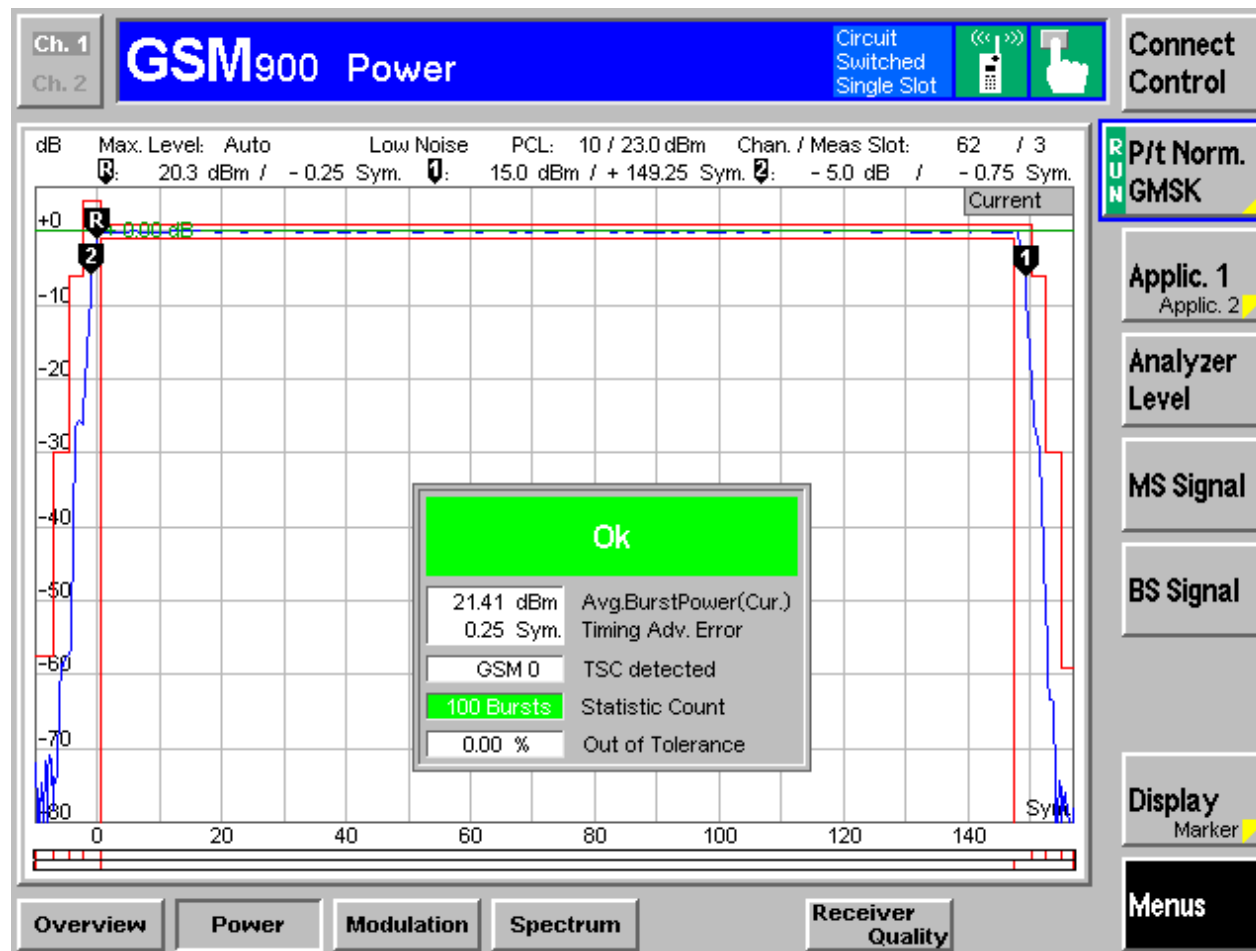 Ch. 1
Ch. 2
GSM900 Power
Circuit
Switched
Single Slot
Connect
Control
dB Max. Level: Auto Low Noise PCL: 10 / 23.0 dBm Chan. / Meas Slot: 62 / 3
R: 20.3 dBm / - 0.25 Sym. 1: 15.0 dBm / + 149.25 Sym. 2: - 5.0 dB / - 0.75 Sym.
Current
RUN
P/t Norm.
GMSK
Applic. 1
Applic. 2
Analyzer
Level
MS Signal
BS Signal
Display
Marker
Menus
+0
R
+ 0.00 dB
2
1
-10
-20
-30
-40
-50
-60
-70
-80
Ok
21.41 dBm Avg.BurstPower(Cur.)
0.25 Sym. Timing Adv. Error
GSM 0 TSC detected
100 Bursts Statistic Count
0.00 % Out of Tolerance
Sym
0 20 40 60 80 100 120 140
Overview
Power
Modulation
Spectrum
Receiver
Quality